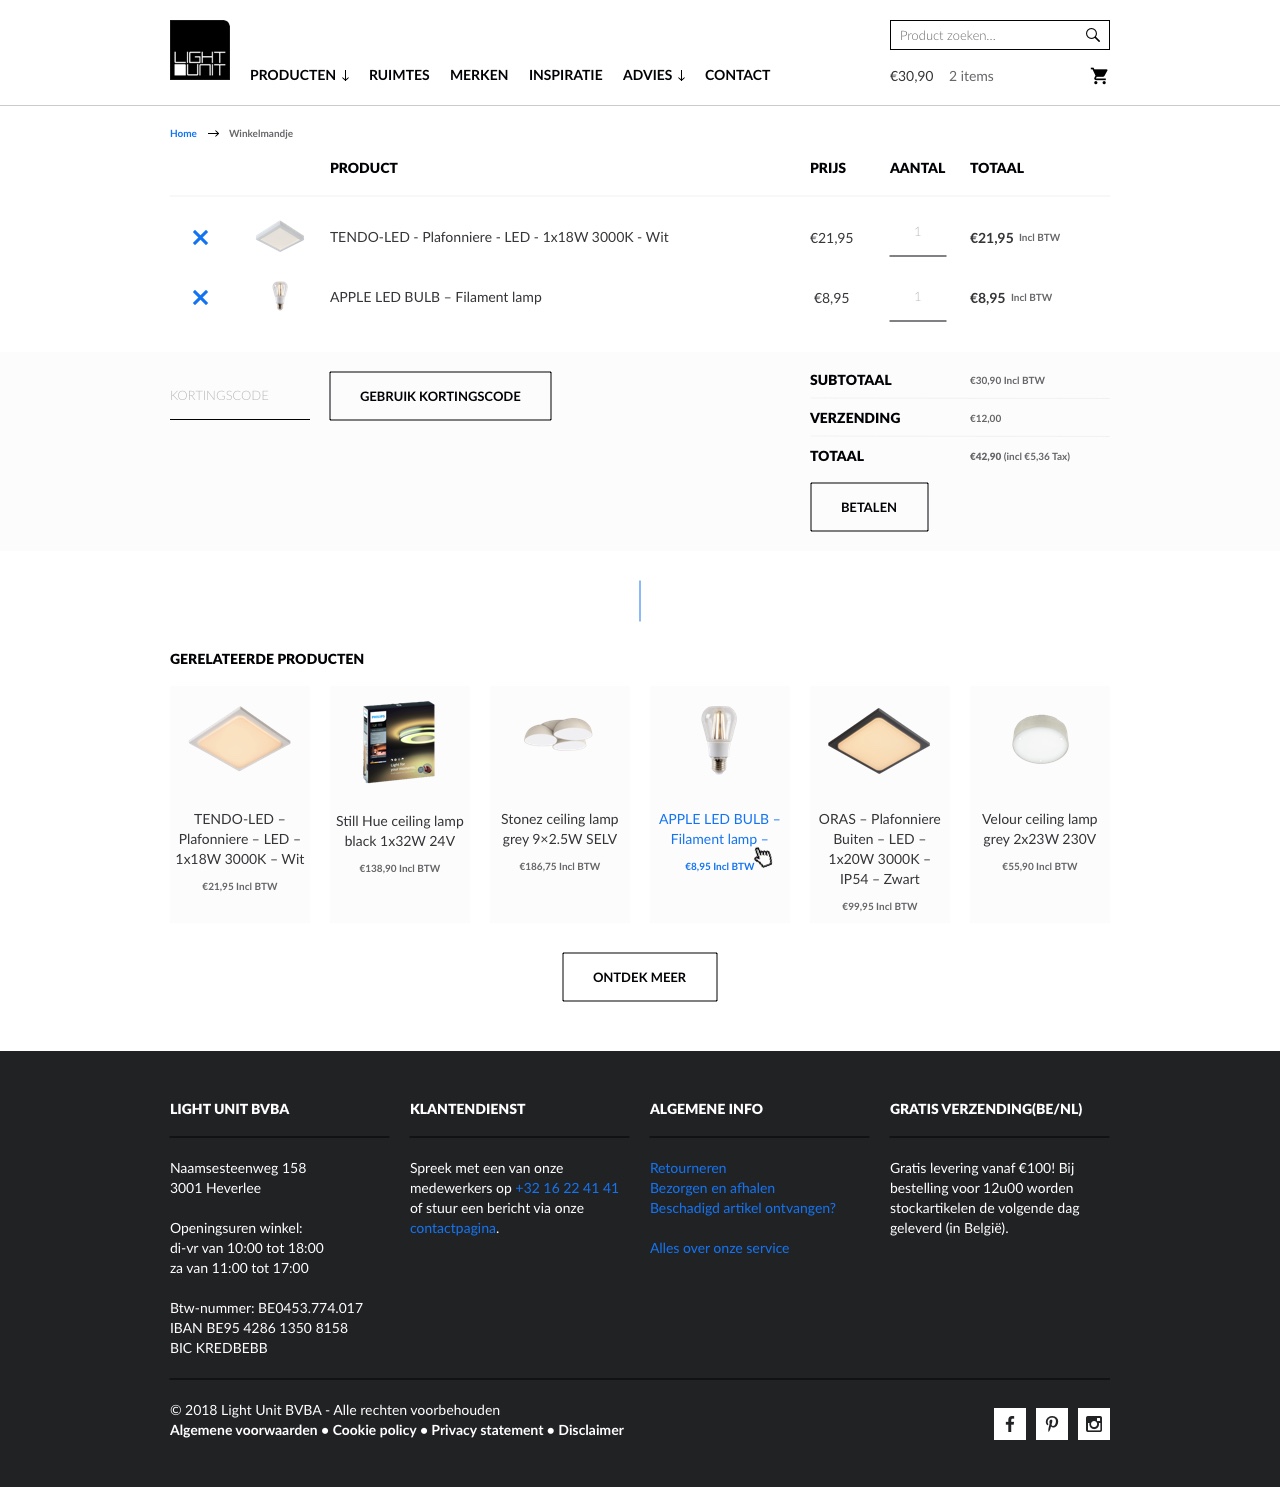 LIGHT
UNIT
Product zoeken...
PRODUCTEN ↓ RUIMTES MERKEN INSPIRATIE ADVIES ↓ CONTACT
€30,90 2 items
Home → Winkelmandje
PRODUCT PRIJS AANTAL TOTAAL
TENDO-LED - Plafonniere - LED - 1x18W 3000K - Wit €21,95 1 €21,95 Incl BTW
APPLE LED BULB – Filament lamp €8,95 1 €8,95 Incl BTW
KORTINGSCODE GEBRUIK KORTINGSCODE
SUBTOTAAL €30,90 Incl BTW
VERZENDING €12,00
TOTAAL €42,90 (incl €5,36 Tax)
BETALEN
GERELATEERDE PRODUCTEN
TENDO-LED –
Plafonniere – LED –
1x18W 3000K – Wit
€21,95 Incl BTW
Still Hue ceiling lamp
black 1x32W 24V
€138,90 Incl BTW
Stonez ceiling lamp
grey 9×2.5W SELV
€186,75 Incl BTW
APPLE LED BULB –
Filament lamp –
€8,95 Incl BTW
ORAS – Plafonniere
Buiten – LED –
1x20W 3000K –
IP54 – Zwart
€99,95 Incl BTW
Velour ceiling lamp
grey 2x23W 230V
€55,90 Incl BTW
ONTDEK MEER
LIGHT UNIT BVBA
Naamsesteenweg 158
3001 Heverlee
Openingsuren winkel:
di-vr van 10:00 tot 18:00
za van 11:00 tot 17:00
Btw-nummer: BE0453.774.017
IBAN BE95 4286 1350 8158
BIC KREDBEBB
KLANTENDIENST
Spreek met een van onze
medewerkers op +32 16 22 41 41
of stuur een bericht via onze
contactpagina.
ALGEMENE INFO
Retourneren
Bezorgen en afhalen
Beschadigd artikel ontvangen?
Alles over onze service
GRATIS VERZENDING(BE/NL)
Gratis levering vanaf €100! Bij
bestelling voor 12u00 worden
stockartikelen de volgende dag
geleverd (in België).
© 2018 Light Unit BVBA - Alle rechten voorbehouden
Algemene voorwaarden • Cookie policy • Privacy statement • Disclaimer